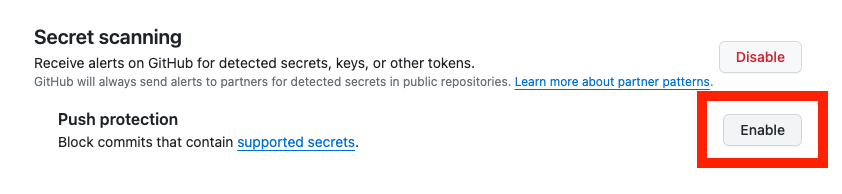 Secret scanning
Receive alerts on GitHub for detected secrets, keys, or other tokens.
Disable
GitHub will always send alerts to partners for detected secrets in public repositories. Learn more about partner patterns.
Push protection
Enable
Block commits that contain supported secrets.